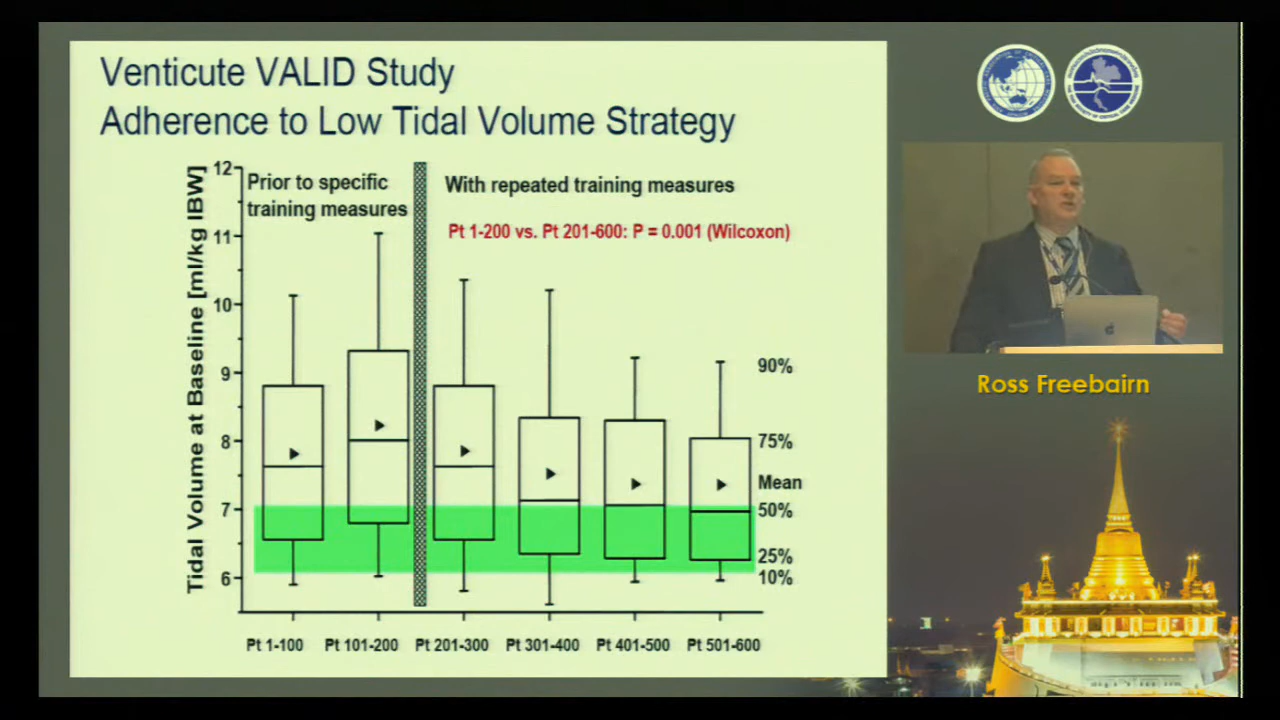 Venticute VALID Study
Adherence to Low Tidal Volume Strategy
Tidal Volume at Baseline [ml/kg IBW]
12
11
10
9
8
7
6
Prior to specific
training measures
With repeated training measures
Pt 1-200 vs. Pt 201-600: P = 0.001 (Wilcoxon)
90%
75%
Mean
50%
25%
10%
Pt 1-100 Pt 101-200 Pt 201-300 Pt 301-400 Pt 401-500 Pt 501-600
Ross Freebairn